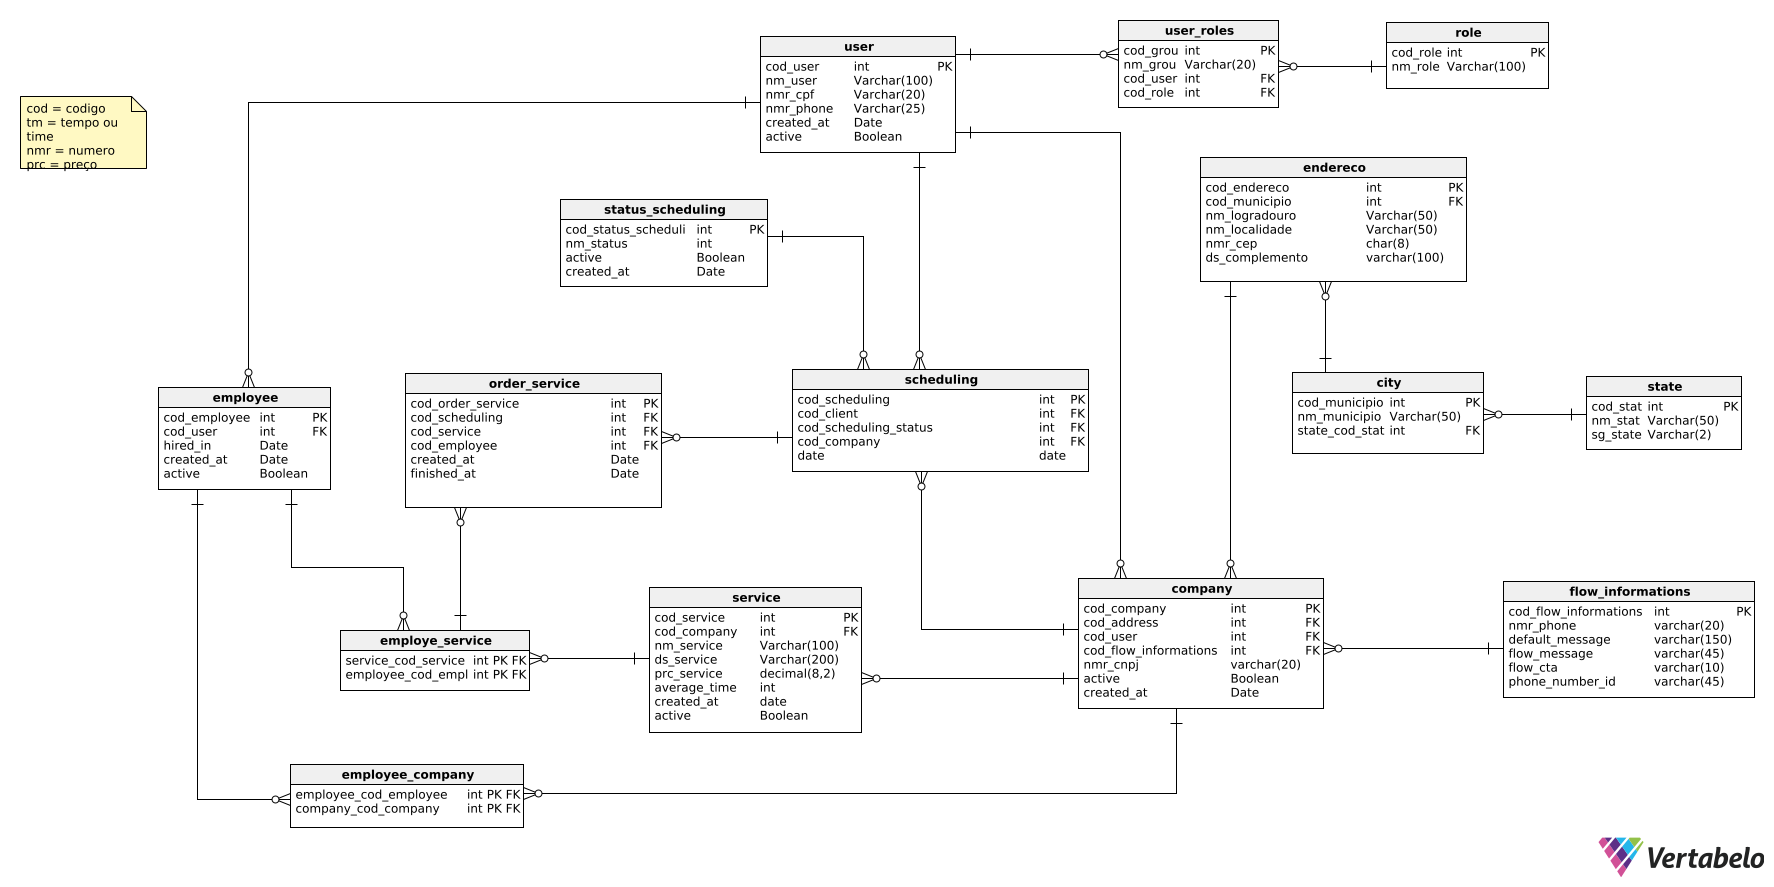 cod = codigo
tm = tempo ou
time
nmr = numero
prc = preço
user
cod_user int PK
nm_user Varchar(100)
nmr_cpf Varchar(20)
nmr_phone Varchar(25)
created_at Date
active Boolean
user_roles
cod_grou int PK
nm_grou Varchar(20)
cod_user int FK
cod_role int FK
role
cod_role int PK
nm_role Varchar(100)
status_scheduling
cod_status_scheduli int PK
nm_status int
active Boolean
created_at Date
endereco
cod_endereco int PK
cod_municipio int FK
nm_logradouro Varchar(50)
nm_localidade Varchar(50)
nmr_cep char(8)
ds_complemento varchar(100)
employee
cod_employee int PK
cod_user int FK
hired_in Date
created_at Date
active Boolean
order_service
cod_order_service int PK
cod_scheduling int FK
cod_service int FK
cod_employee int FK
created_at Date
finished_at Date
scheduling
cod_scheduling int PK
cod_client int FK
cod_scheduling_status int FK
cod_company int FK
date date
city
cod_municipio int PK
nm_municipio Varchar(50)
state_cod_stat int FK
state
cod_stat int PK
nm_stat Varchar(50)
sg_state Varchar(2)
employe_service
service_cod_service int PK FK
employee_cod_empl int PK FK
service
cod_service int PK
cod_company int FK
nm_service Varchar(100)
ds_service Varchar(200)
prc_service decimal(8,2)
average_time int
created_at date
active Boolean
company
cod_company int PK
cod_address int FK
cod_user int FK
cod_flow_informations int FK
nmr_cnpj varchar(20)
active Boolean
created_at Date
flow_informations
cod_flow_informations int PK
nmr_phone varchar(20)
default_message varchar(150)
flow_message varchar(45)
flow_cta varchar(10)
phone_number_id varchar(45)
employee_company
employee_cod_employee int PK FK
company_cod_company int PK FK
Vertabelo